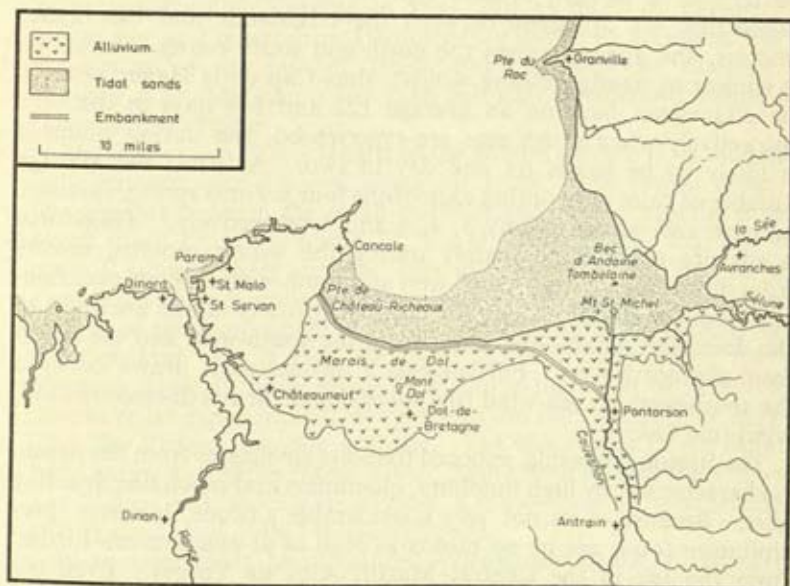 Alluvium
Tidal sands
Embankment
10 miles
Pte du
Roc
Granville
la Sée
Cancale
Bec
d'Andaine
Avranches
Paramé
Tombelaine
St Malo
Dinard
Pte de
Sélune
St Servan
Château-Richeux
Mt St Michel
Marais de Dol
Mont
Dol
Châteauneuf
Dol-de-
Bretagne
Pontorson
Couesnon
Dinan
Antrain
Rance